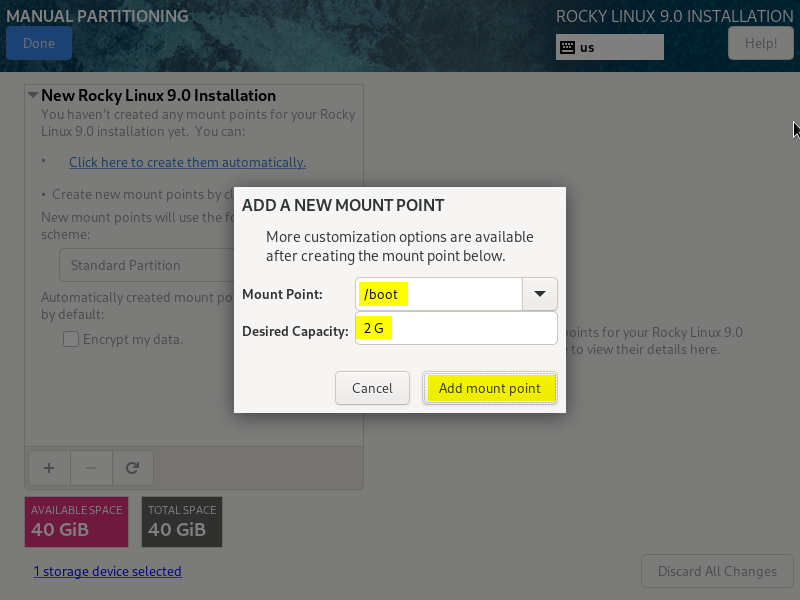 MANUAL PARTITIONING
ROCKY LINUX 9.0 INSTALLATION
Done
us
Help!
New Rocky Linux 9.0 Installation
You haven't created any mount points for your Rocky
Linux 9.0 installation yet. You can:
• Click here to create them automatically.
• Create new mount points by cl
New mount points will use the fo
scheme:
Standard Partition
Automatically created mount po
by default:
Encrypt my data.
ADD A NEW MOUNT POINT
More customization options are available
after creating the mount point below.
Mount Point: /boot
Desired Capacity: 2 G
Cancel
Add mount point
points for your Rocky Linux 9.0
to view their details here.
AVAILABLE SPACE
40 GiB
TOTAL SPACE
40 GiB
1 storage device selected
Discard All Changes